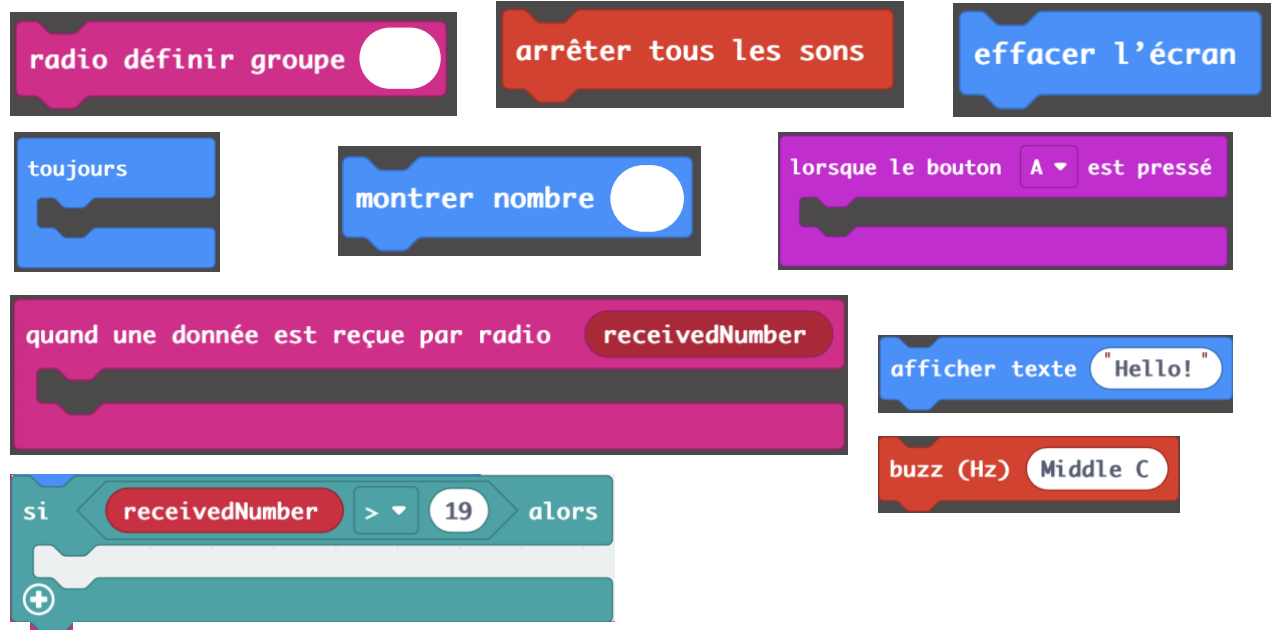 radio définir groupe
arrêter tous les sons
effacer l'écran
toujours
montrer nombre
lorsque le bouton A est pressé
quand une donnée est reçue par radio receivedNumber
afficher texte "Hello!"
buzz (Hz) Middle C
si receivedNumber > 19 alors